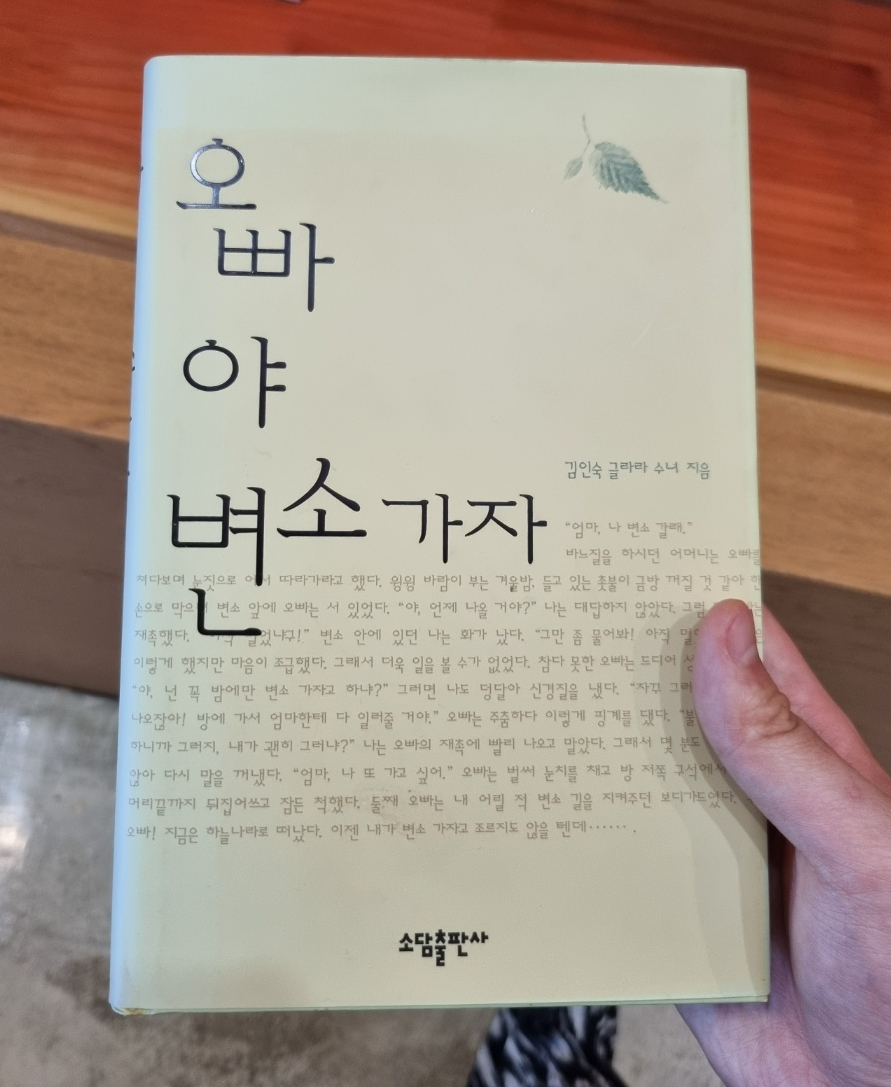 오빠야
변소 가자
김인숙 글라라 수녀 지음
"엄마, 나 변소 갈래."
바느질을 하시던 어머니는 오빠를
쳐다보며 눈짓으로 어서 따라가라고 했다. 윙윙 바람이 부는 겨울밤, 들고 있는 촛불이 금방 꺼질 것 같아 한
손으로 막으며 변소 앞에 오빠는 서 있었다. "야, 언제 나올 거야?" 나는 대답하지 않았다. 그럼
재촉했다. 멀었냐구!" 변소 안에 있던 나는 화가 났다. "그만 좀 물어봐! 아직
이렇게 했지만 마음이 조급했다. 그래서 더욱 일을 볼 수가 없었다. 참다 못한 오빠는 드디어
"야, 넌 꼭 밤에만 변소 가자고 하냐?" 그러면 나도 덩달아 신경질을 냈다. "자꾸
나오잖아! 방에 가서 엄마한테 다 일러줄 거야." 오빠는 주춤하다 이렇게 핑계를 댔다.
하니까 그러지, 내가 괜히 그러냐?" 나는 오빠의 재촉에 빨리 나오고 말았다. 그래서 몇 분도
않아 다시 말을 꺼냈다. "엄마, 나 또 가고 싶어." 오빠는 벌써 눈치를 채고 방 저쪽 구석에서
머리끝까지 뒤집어쓰고 잠든 척했다. 둘째 오빠는 내 어릴 적 변소 길을 지켜주던 보디가드였다.
오빠! 지금은 하늘나라로 떠났다. 이젠 내가 변소 가자고 조르지도 않을 텐데…….
소담출판사